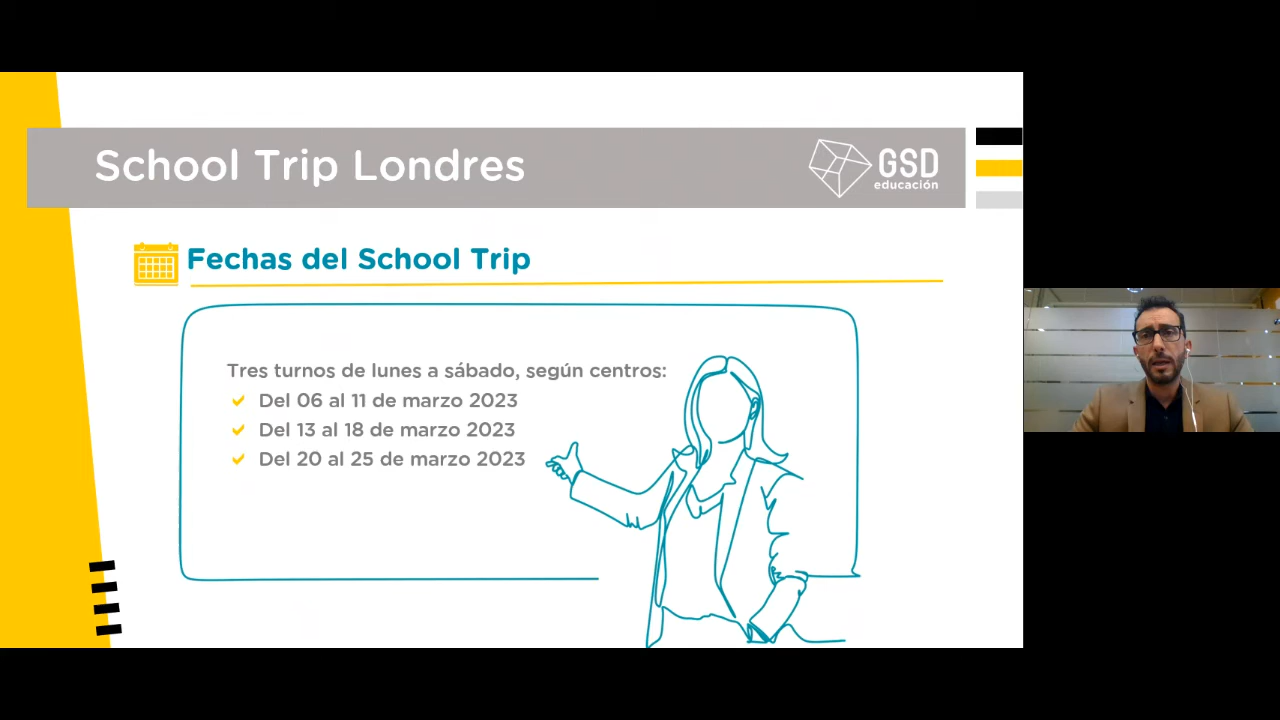 School Trip Londres
GSD
educación
Fechas del School Trip
Tres turnos de lunes a sábado, según centros:
Del 06 al 11 de marzo 2023
Del 13 al 18 de marzo 2023
Del 20 al 25 de marzo 2023